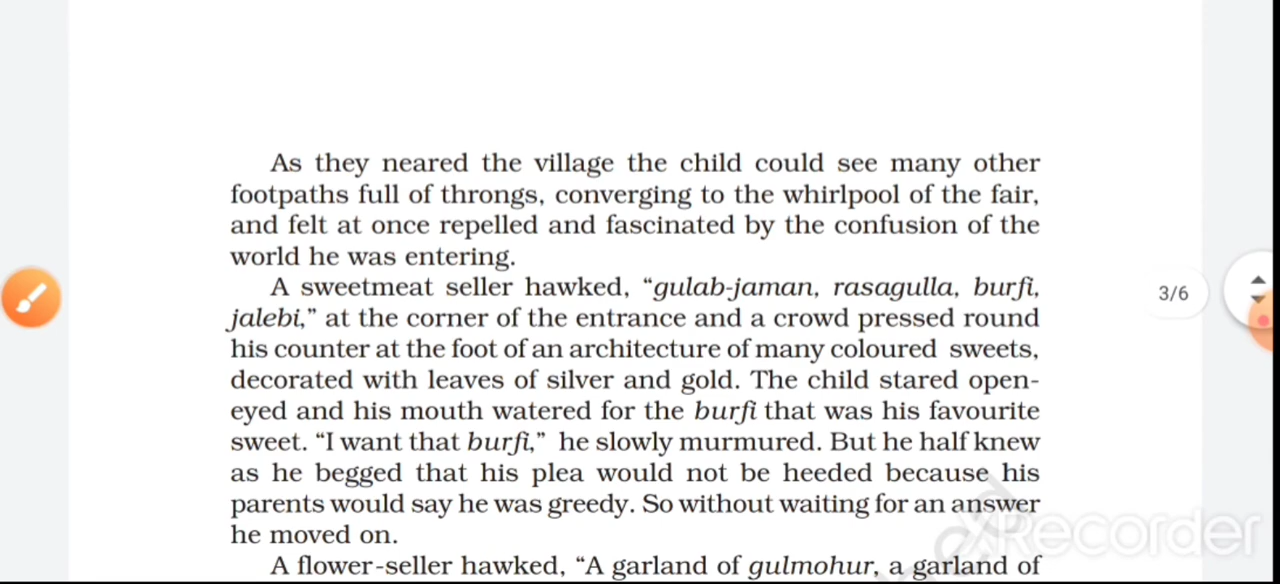 As they neared the village the child could see many other
footpaths full of throngs, converging to the whirlpool of the fair,
and felt at once repelled and fascinated by the confusion of the
world he was entering.
A sweetmeat seller hawked, “gulab-jaman, rasagulla, burfi,
jalebi,” at the corner of the entrance and a crowd pressed round
his counter at the foot of an architecture of many coloured sweets,
decorated with leaves of silver and gold. The child stared open-
eyed and his mouth watered for the burfi that was his favourite
sweet. “I want that burfi,” he slowly murmured. But he half knew
as he begged that his plea would not be heeded because his
parents would say he was greedy. So without waiting for an answer
he moved on.
A flower-seller hawked, “A garland of gulmohur, a garland of
3/6
Recorder